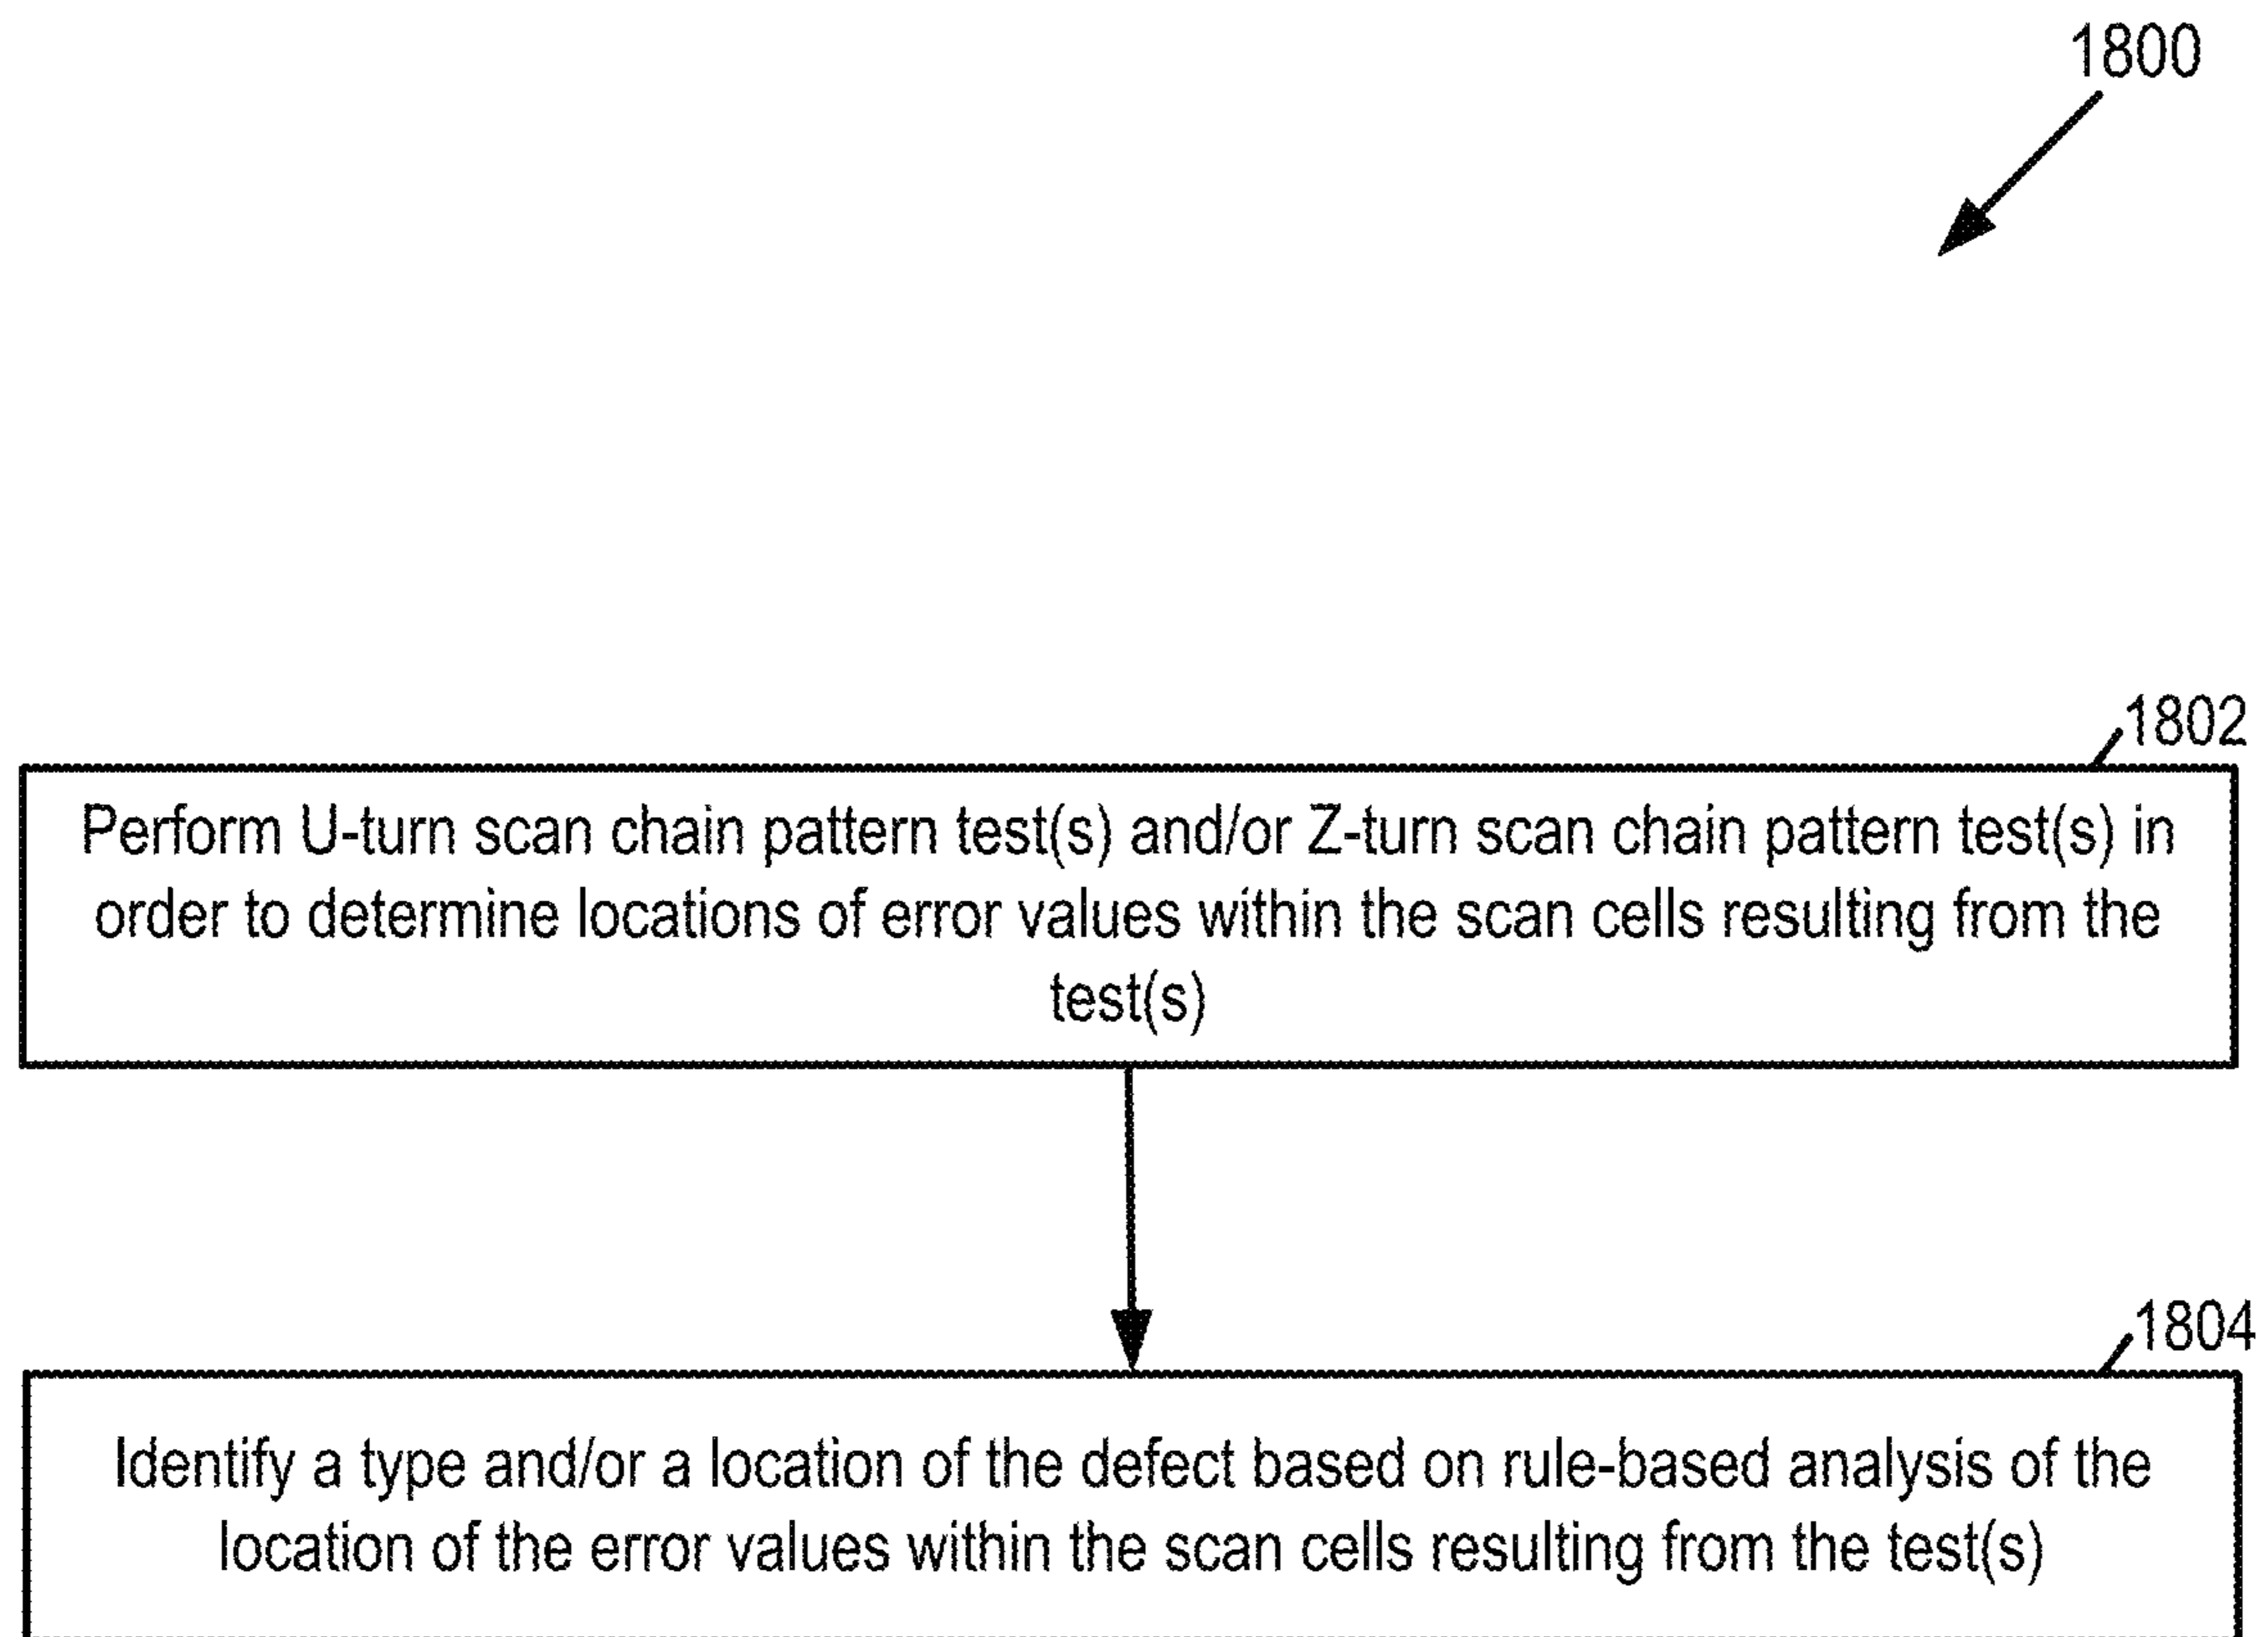 1800
1802
Perform U-turn scan chain pattern test(s) and/or Z-turn scan chain pattern test(s) in
order to determine locations of error values within the scan cells resulting from the
test(s)
1804
Identify a type and/or a location of the defect based on rule-based analysis of the
location of the error values within the scan cells resulting from the test(s)